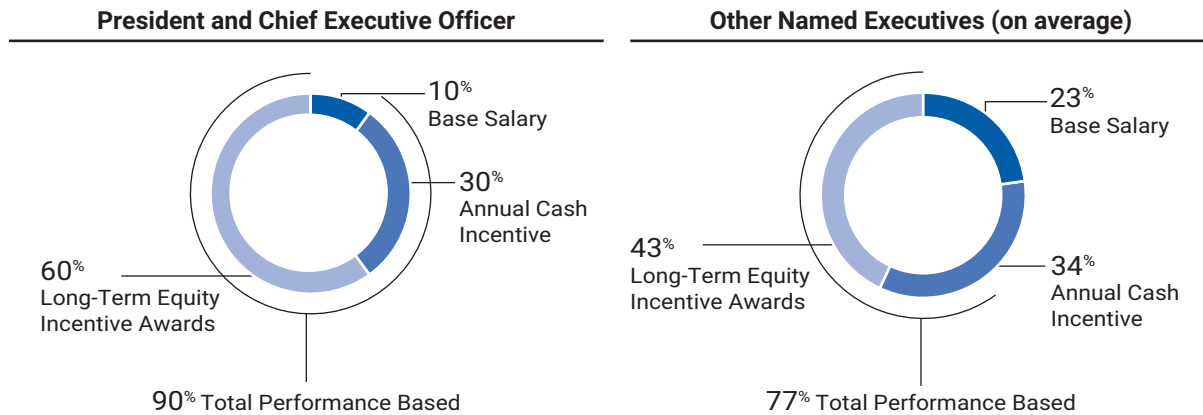 President and Chief Executive Officer
10%
Base Salary
30%
Annual Cash
Incentive
60%
Long-Term Equity
Incentive Awards
90% Total Performance Based
Other Named Executives (on average)
23%
Base Salary
43%
Long-Term Equity
Incentive Awards
34%
Annual Cash
Incentive
77% Total Performance Based